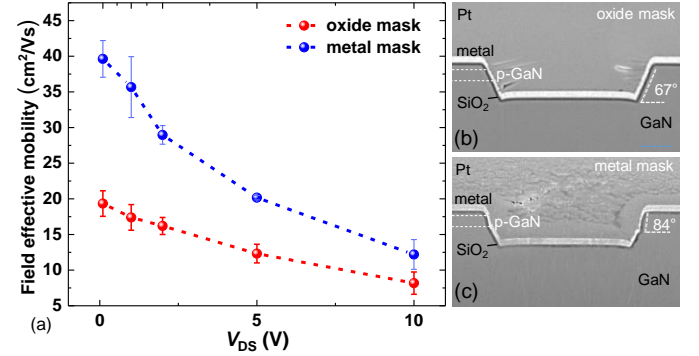 45
40
35
30
25
20
15
10
5
0
5
10
Field effective mobility (cm²/Vs)
V_DS (V)
oxide mask
metal mask
(a)
Pt
oxide mask
metal
p-GaN
SiO₂
67°
GaN
(b)
Pt
metal mask
metal
p-GaN
84°
SiO₂
GaN
(c)